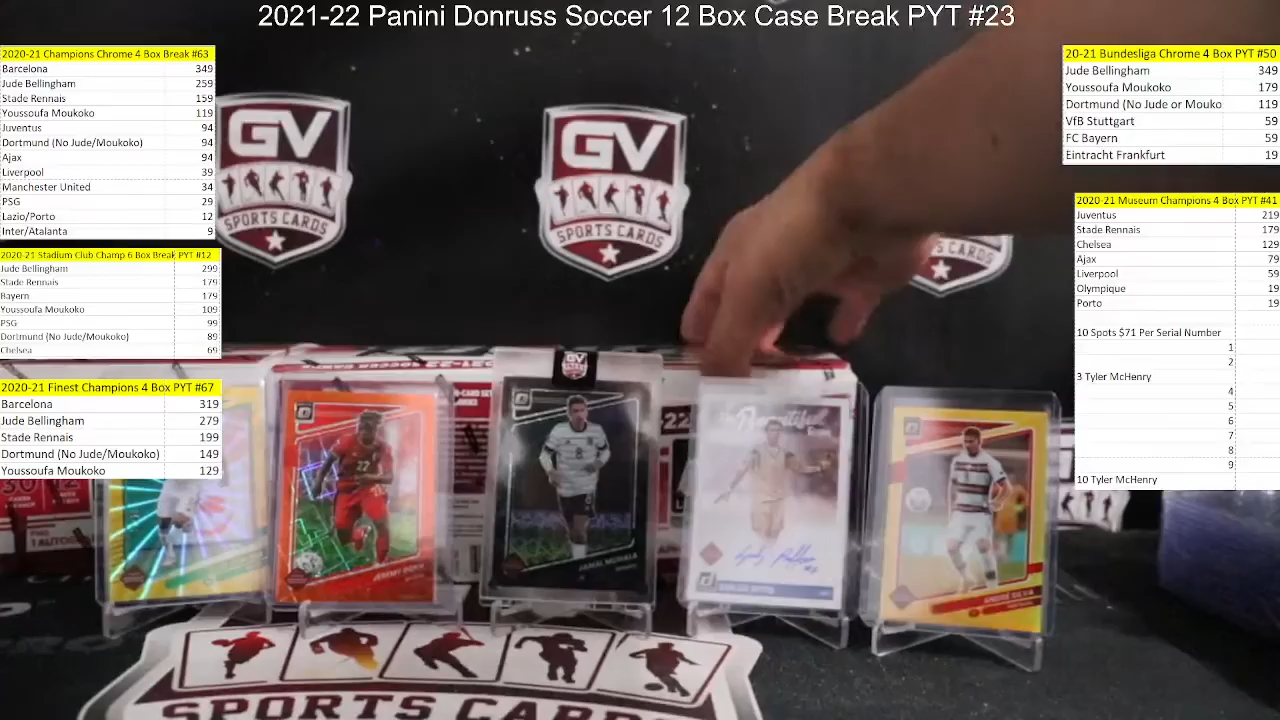 2021-22 Panini Donruss Soccer 12 Box Case Break PYT #23
2020-21 Champions Chrome 4 Box Break #63
Barcelona 349
Jude Bellingham 259
Stade Rennais 159
Youssoufa Moukoko 119
Juventus 94
Dortmund (No Jude/Moukoko) 94
Ajax 94
Liverpool 39
Manchester United 34
PSG 29
Lazio/Porto 12
Inter/Atalanta 9
2020-21 Stadium Club Champ 6 Box Break PYT #12
Jude Bellingham 299
Stade Rennais 179
Bayern 179
Youssoufa Moukoko 109
PSG 99
Dortmund (No Jude/Moukoko) 89
Chelsea 69
2020-21 Finest Champions 4 Box PYT #67
Barcelona 319
Jude Bellingham 279
Stade Rennais 199
Dortmund (No Jude/Moukoko) 149
Youssoufa Moukoko 129
20-21 Bundesliga Chrome 4 Box PYT #50
Jude Bellingham 349
Youssoufa Moukoko 179
Dortmund (No Jude or Mouko 119
VfB Stuttgart 59
FC Bayern 59
Eintracht Frankfurt 19
2020-21 Museum Champions 4 Box PYT #41
Juventus 219
Stade Rennais 179
Chelsea 129
Ajax 79
Liverpool 59
Olympique 19
Porto 19
10 Spots $71 Per Serial Number
1
2
3 Tyler McHenry
4
5
6
7
8
9
10 Tyler McHenry
GV
SPORTS CARDS
GV
SPORTS CARDS
GV
JEREMY DOKU
JAMAL MUSIALA
ANDRE SILVA
SPORTS CARDS